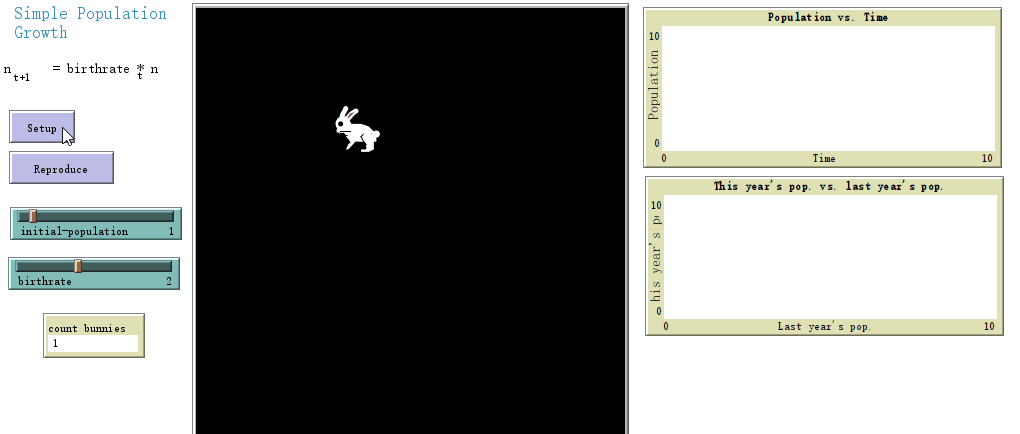 Simple Population
Growth
n t+1 = birthrate * n t
Setup
Reproduce
initial-population 1
birthrate 2
count bunnies
1
Population vs. Time
10
Population
0
0 Time 10
This year's pop. vs. last year's pop.
10
his year's p
0
0 Last year's pop. 10